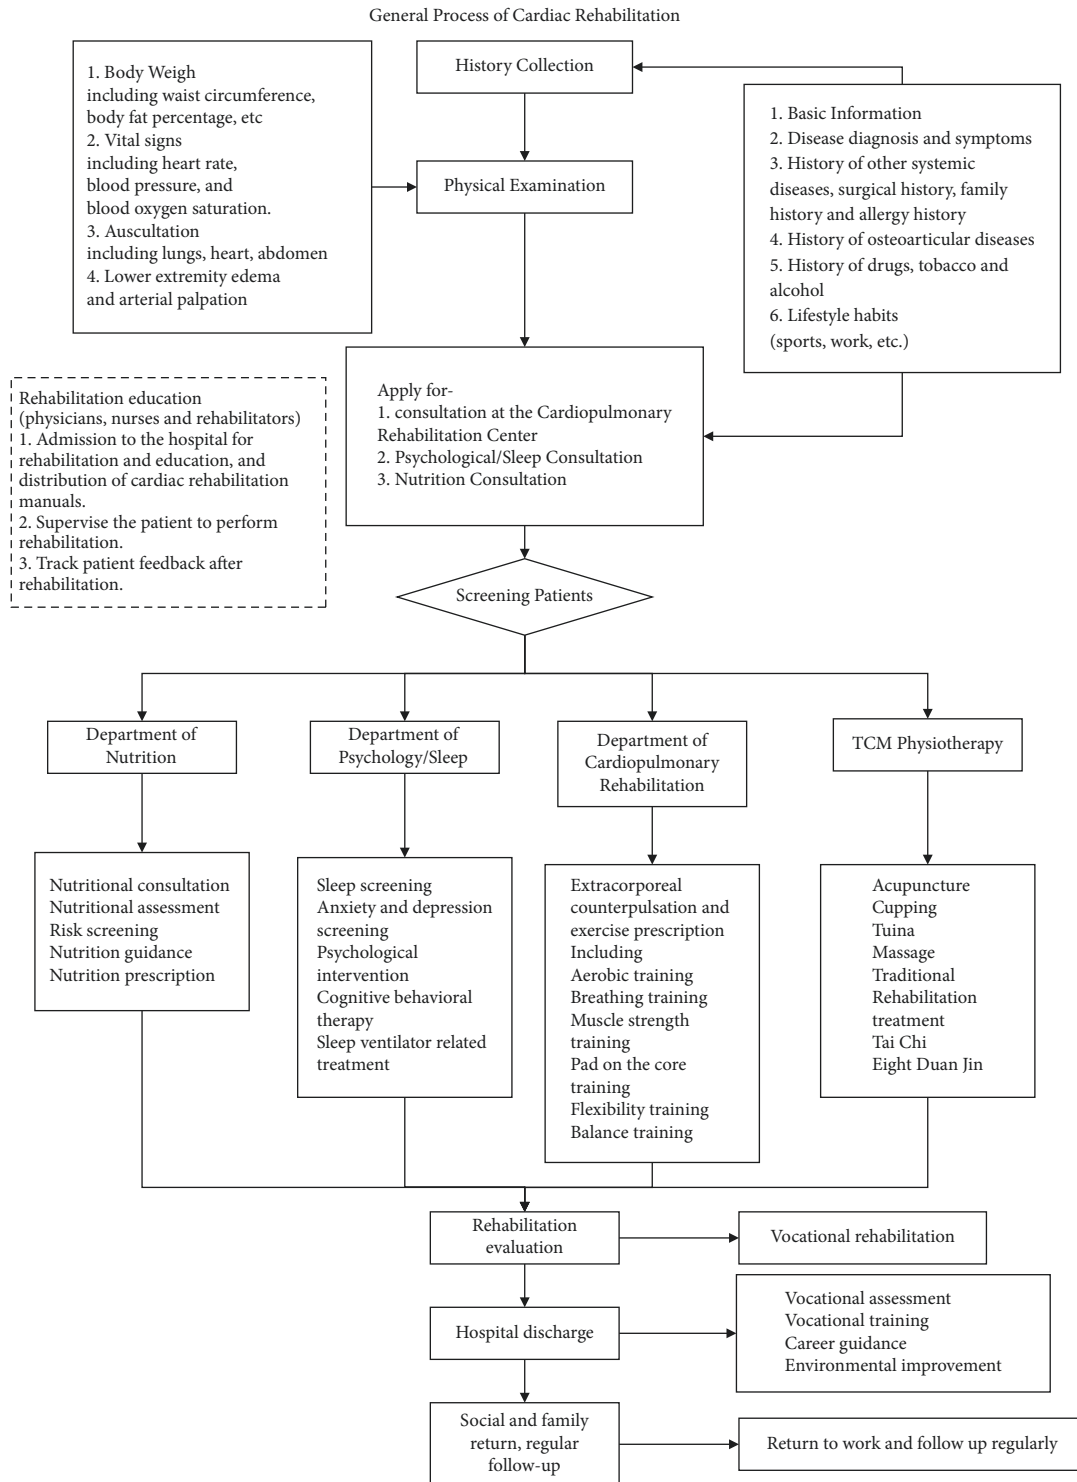 General Process of Cardiac Rehabilitation
History Collection
1. Body Weigh
including waist circumference,
body fat percentage, etc
2. Vital signs
including heart rate,
blood pressure, and
blood oxygen saturation.
3. Auscultation
including lungs, heart, abdomen
4. Lower extremity edema
and arterial palpation
Physical Examination
1. Basic Information
2. Disease diagnosis and symptoms
3. History of other systemic
diseases, surgical history, family
history and allergy history
4. History of osteoarticular diseases
5. History of drugs, tobacco and
alcohol
6. Lifestyle habits
(sports, work, etc.)
Apply for-
1. consultation at the Cardiopulmonary
Rehabilitation Center
2. Psychological/Sleep Consultation
3. Nutrition Consultation
Rehabilitation education
(physicians, nurses and rehabilitators)
1. Admission to the hospital for
rehabilitation and education, and
distribution of cardiac rehabilitation
manuals.
2. Supervise the patient to perform
rehabilitation.
3. Track patient feedback after
rehabilitation.
Screening Patients
Department of
Nutrition
Department of
Psychology/Sleep
Department of
Cardiopulmonary
Rehabilitation
TCM Physiotherapy
Nutritional consultation
Nutritional assessment
Risk screening
Nutrition guidance
Nutrition prescription
Sleep screening
Anxiety and depression
screening
Psychological
intervention
Cognitive behavioral
therapy
Sleep ventilator related
treatment
Extracorporeal
counterpulsation and
exercise prescription
Including
Aerobic training
Breathing training
Muscle strength
training
Pad on the core
training
Flexibility training
Balance training
Acupuncture
Cupping
Tuina
Massage
Traditional
Rehabilitation
treatment
Tai Chi
Eight Duan Jin
Rehabilitation
evaluation
Vocational rehabilitation
Hospital discharge
Vocational assessment
Vocational training
Career guidance
Environmental improvement
Social and family
return, regular
follow-up
Return to work and follow up regularly